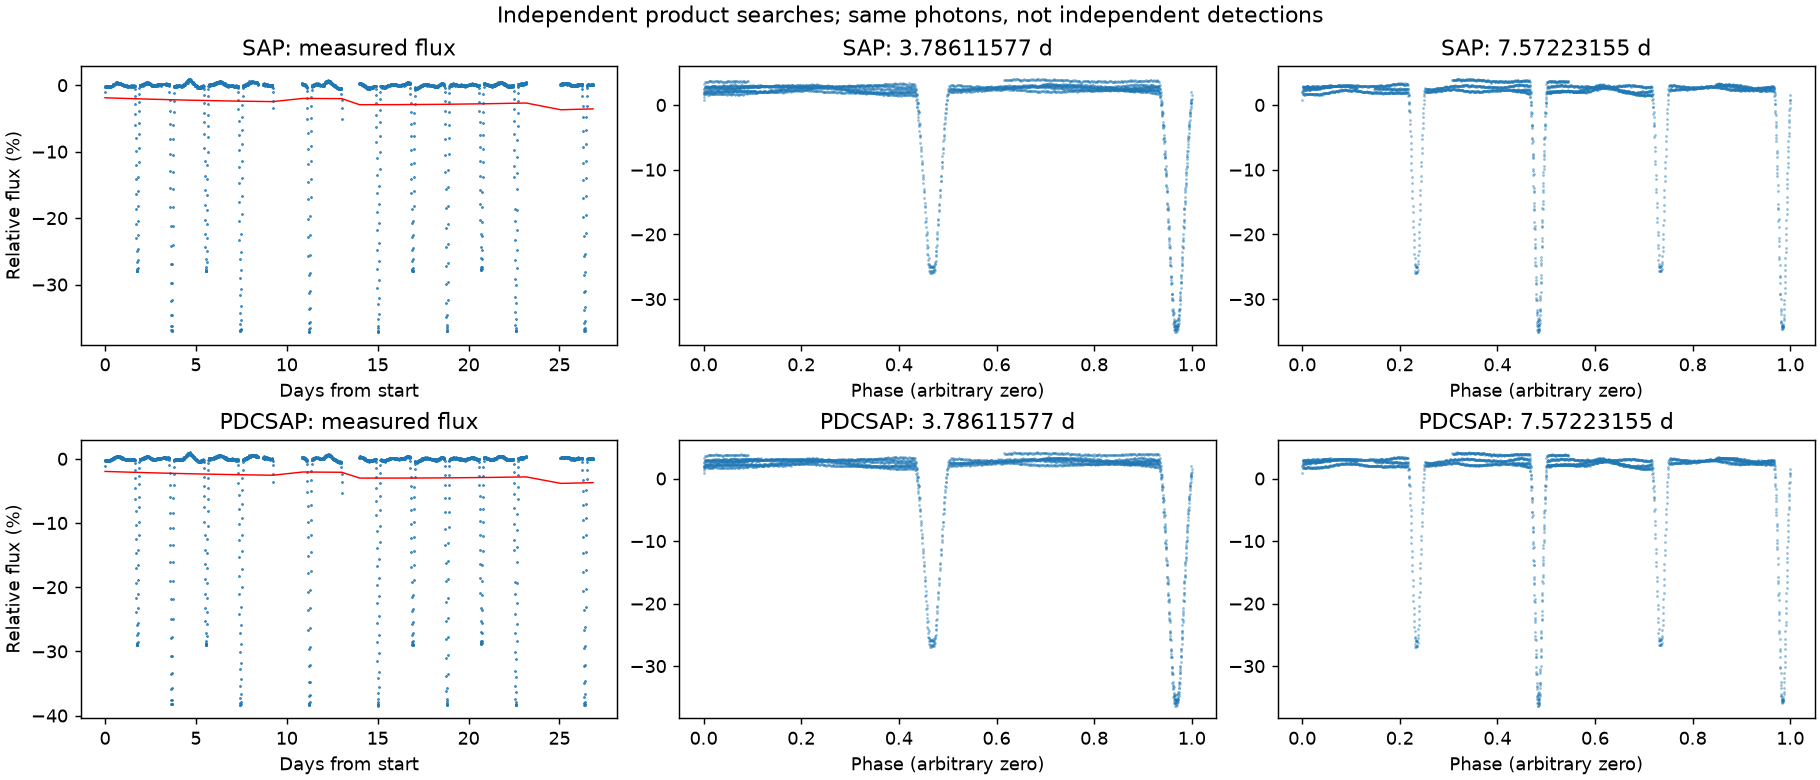 Independent product searches; same photons, not independent detections
SAP: measured flux
SAP: 3.78611577 d
SAP: 7.57223155 d
Relative flux (%)
0
−10
−20
−30
0
−10
−20
−30
0
−10
−20
−30
0 5 10 15 20 25
0.0 0.2 0.4 0.6 0.8 1.0
0.0 0.2 0.4 0.6 0.8 1.0
Days from start
Phase (arbitrary zero)
Phase (arbitrary zero)
PDCSAP: measured flux
PDCSAP: 3.78611577 d
PDCSAP: 7.57223155 d
Relative flux (%)
0
−10
−20
−30
−40
0
−10
−20
−30
0
−10
−20
−30
0 5 10 15 20 25
0.0 0.2 0.4 0.6 0.8 1.0
0.0 0.2 0.4 0.6 0.8 1.0
Days from start
Phase (arbitrary zero)
Phase (arbitrary zero)